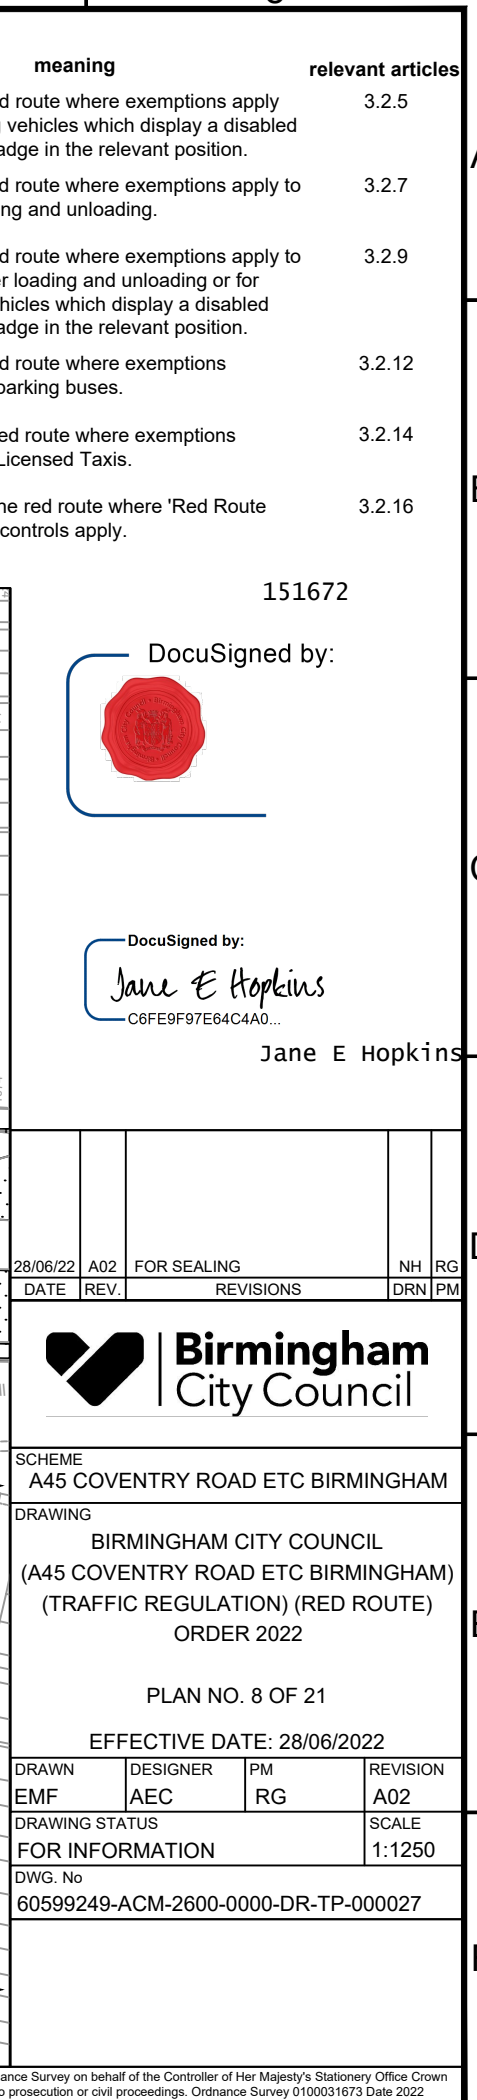 meaning relevant articles
d route where exemptions apply 3.2.5
vehicles which display a disabled
adge in the relevant position.
d route where exemptions apply to 3.2.7
ng and unloading.
d route where exemptions apply to 3.2.9
r loading and unloading or for
hicles which display a disabled
adge in the relevant position.
d route where exemptions 3.2.12
parking buses.
ed route where exemptions 3.2.14
Licensed Taxis.
ne red route where 'Red Route 3.2.16
controls apply.
151672
DocuSigned by:
DocuSigned by:
Jane E Hopkins
C6FE9F97E64C4A0...
Jane E Hopkins
28/06/22 A02 FOR SEALING NH RG
DATE REV. REVISIONS DRN PM
Birmingham
City Council
SCHEME
A45 COVENTRY ROAD ETC BIRMINGHAM
DRAWING
BIRMINGHAM CITY COUNCIL
(A45 COVENTRY ROAD ETC BIRMINGHAM)
(TRAFFIC REGULATION) (RED ROUTE)
ORDER 2022
PLAN NO. 8 OF 21
EFFECTIVE DATE: 28/06/2022
DRAWN DESIGNER PM REVISION
EMF AEC RG A02
DRAWING STATUS SCALE
FOR INFORMATION 1:1250
DWG. No
60599249-ACM-2600-0000-DR-TP-000027
ance Survey on behalf of the Controller of Her Majesty's Stationery Office Crown
o prosecution or civil proceedings. Ordnance Survey 0100031673 Date 2022